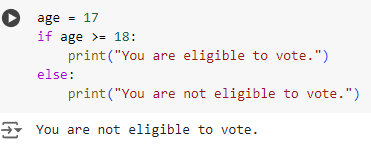 age = 17
if age >= 18:
    print("You are eligible to vote.")
else:
    print("You are not eligible to vote.")
You are not eligible to vote.